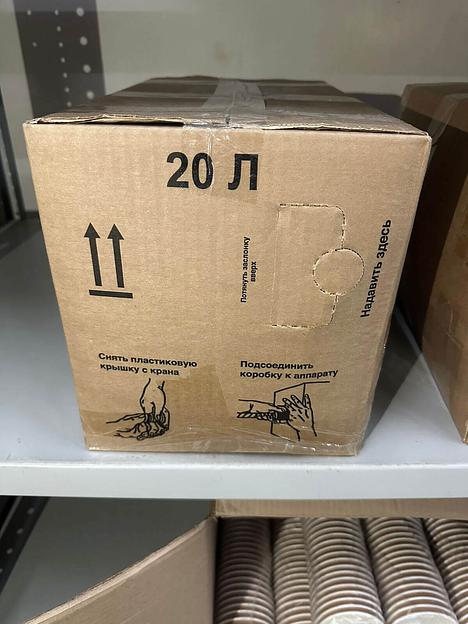 20 Л
Потянуть заслонку
вверх
Надавить здесь
Снять пластиковую
крышку с крана
Подсоединить
коробку к аппарату